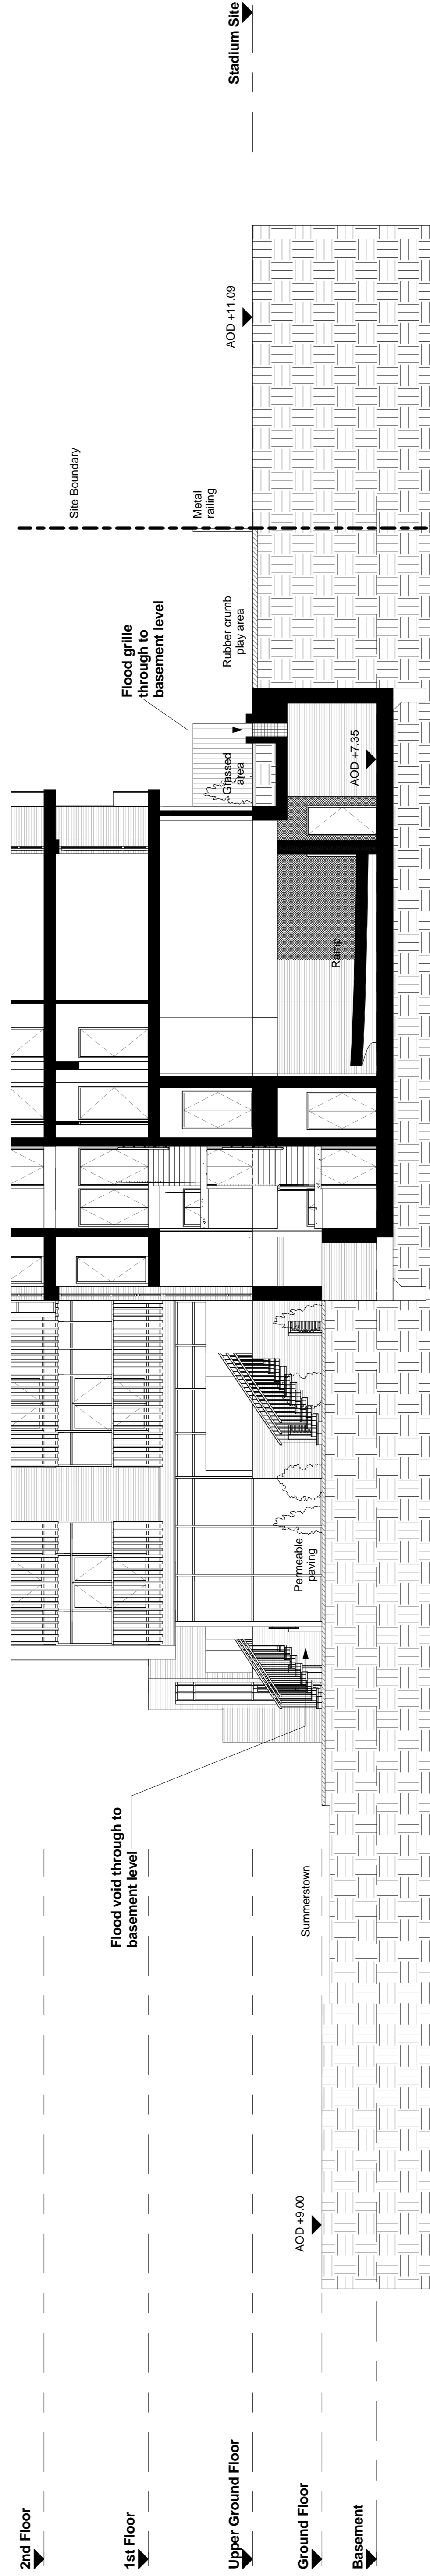 2nd Floor
1st Floor
Upper Ground Floor
Ground Floor
Basement
AOD +9.00
Summerstown
Flood void through to
basement level
Permeable
paving
Ramp
AOD +7.35
Grassed
area
Flood grille
through to
basement level
Rubber crumb
play area
Metal
railing
Site Boundary
AOD +11.09
Stadium Site